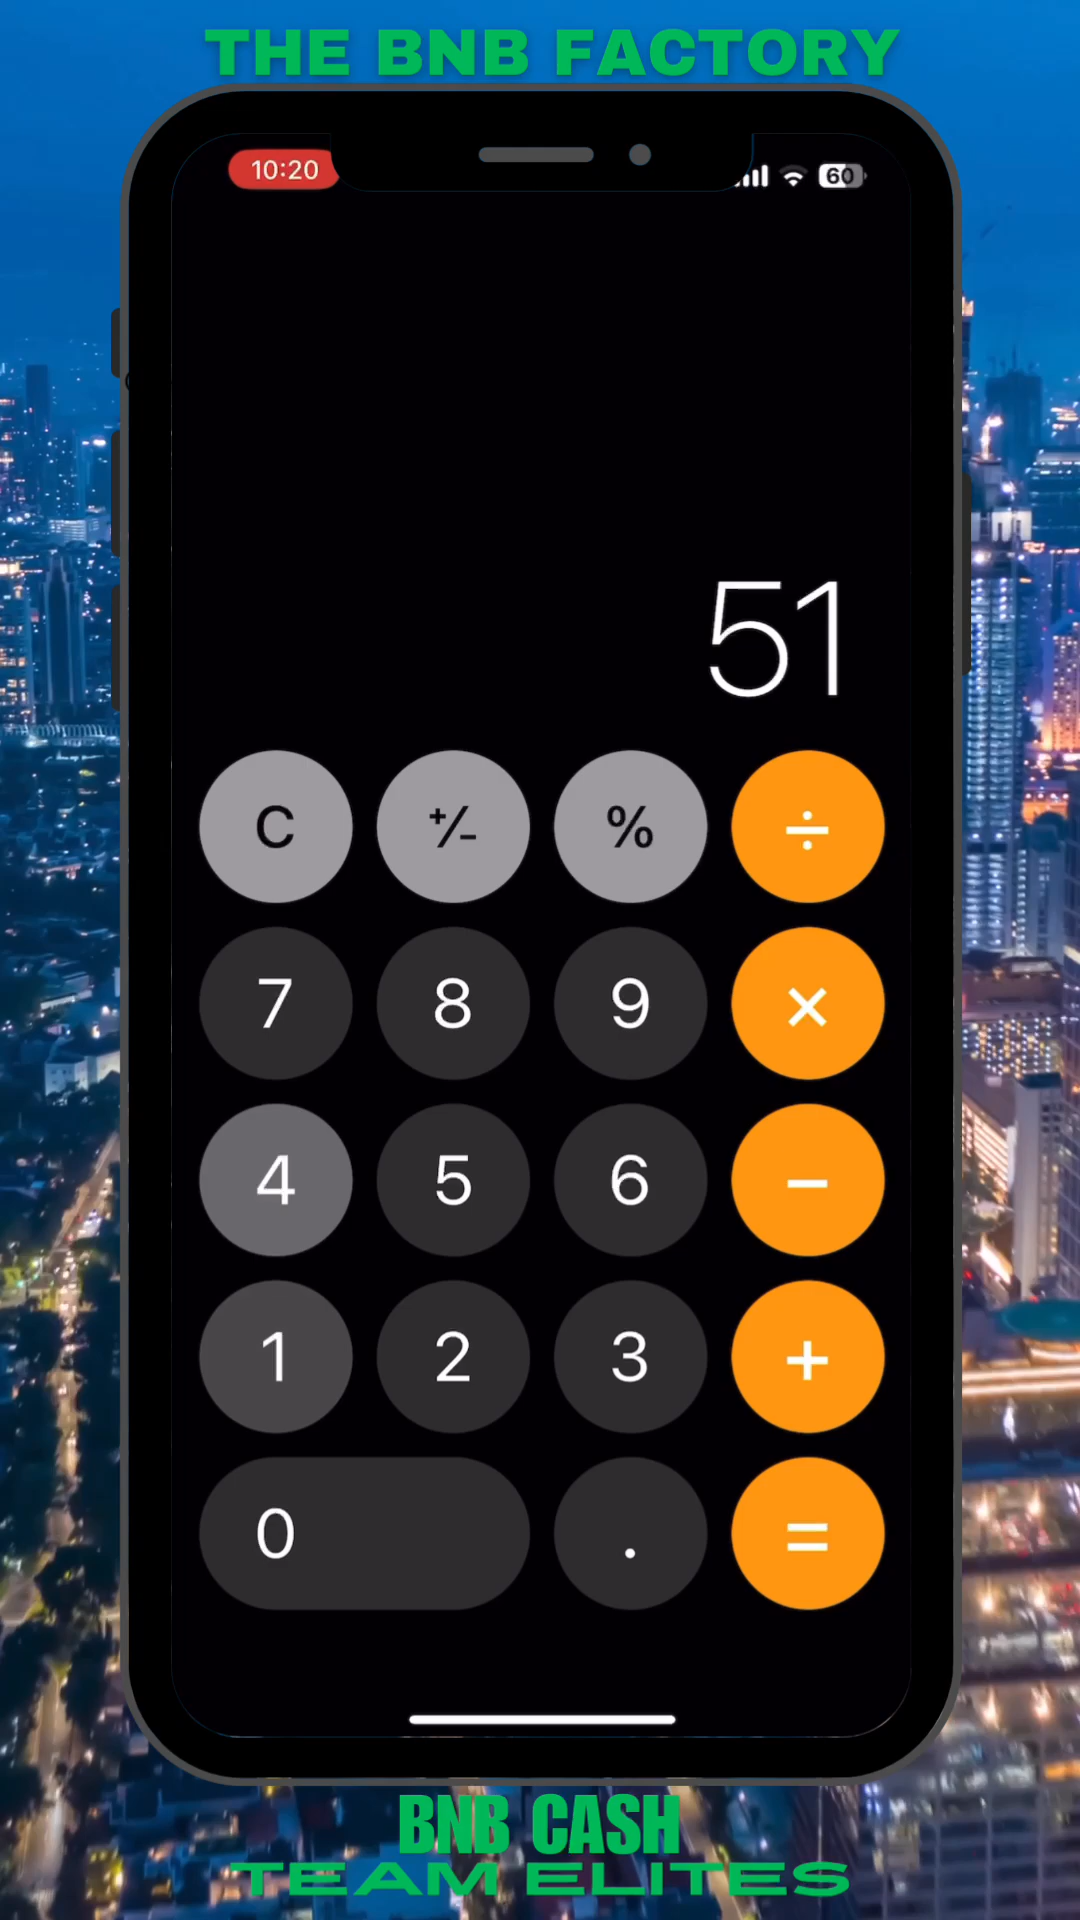 THE BNB FACTORY
10:20
60
51
C +/- % ÷
7 8 9 ×
4 5 6 −
1 2 3 +
0 . =
BNB CASH
TEAM ELITES